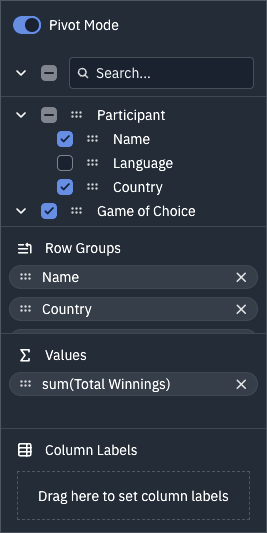 Pivot Mode
Search...
Participant
Name
Language
Country
Game of Choice
Row Groups
Name
Country
Values
sum(Total Winnings)
Column Labels
Drag here to set column labels